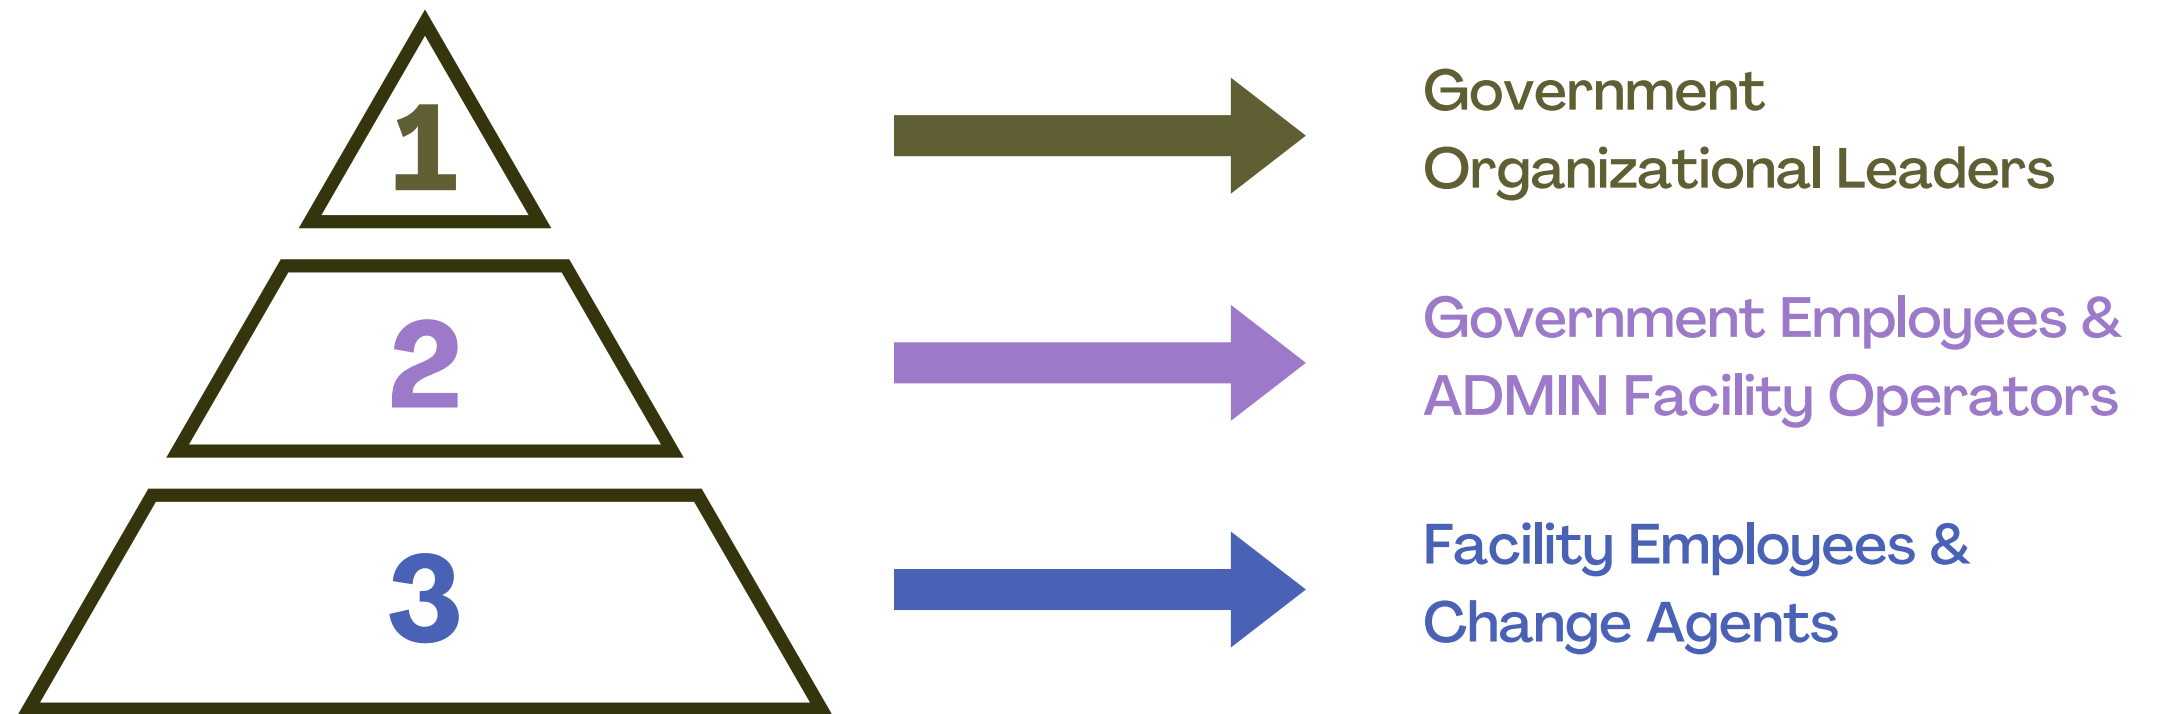 1
Government
Organizational Leaders
2
Government Employees &
ADMIN Facility Operators
3
Facility Employees &
Change Agents